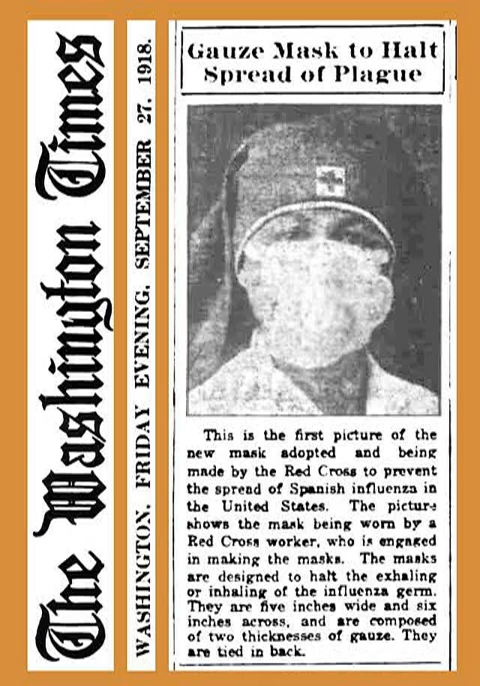 The Washington Times
WASHINGTON, FRIDAY EVENING, SEPTEMBER 27, 1918.
Gauze Mask to Halt
Spread of Plague
This is the first picture of the
new mask adopted and being
made by the Red Cross to prevent
the spread of Spanish influenza in
the United States. The picture
shows the mask being worn by a
Red Cross worker, who is engaged
in making the masks. The masks
are designed to halt the exhaling
or inhaling of the influenza germ.
They are five inches wide and six
inches across, and are composed
of two thicknesses of gauze. They
are tied in back.